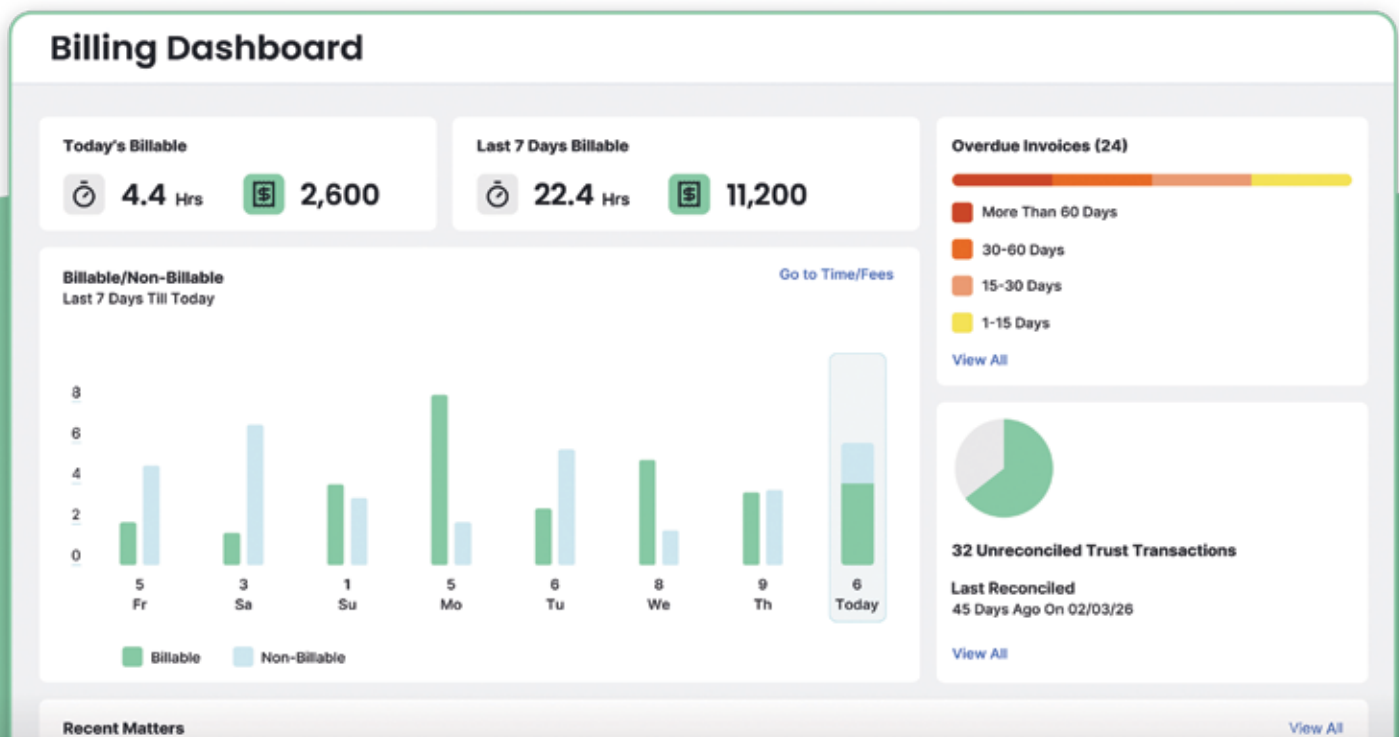 Billing Dashboard
Today's Billable
4.4 Hrs $ 2,600
Last 7 Days Billable
22.4 Hrs $ 11,200
Billable/Non-Billable
Last 7 Days Till Today
Go to Time/Fees
8
6
4
2
0
5 3 1 5 6 8 9 6
Fr Sa Su Mo Tu We Th Today
Billable Non-Billable
Overdue Invoices (24)
More Than 60 Days
30-60 Days
15-30 Days
1-15 Days
View All
32 Unreconciled Trust Transactions
Last Reconciled
45 Days Ago On 02/03/26
View All
Recent Matters
View All